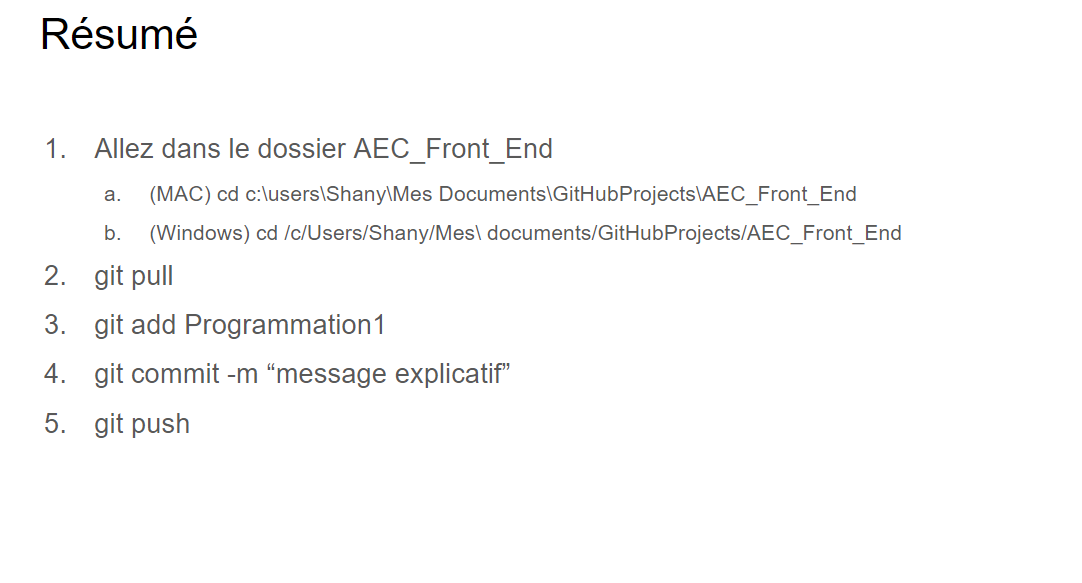 Résumé
1. Allez dans le dossier AEC_Front_End
a. (MAC) cd c:\users\Shany\Mes Documents\GitHubProjects\AEC_Front_End
b. (Windows) cd /c/Users/Shany/Mes\ documents/GitHubProjects/AEC_Front_End
2. git pull
3. git add Programmation1
4. git commit -m “message explicatif”
5. git push